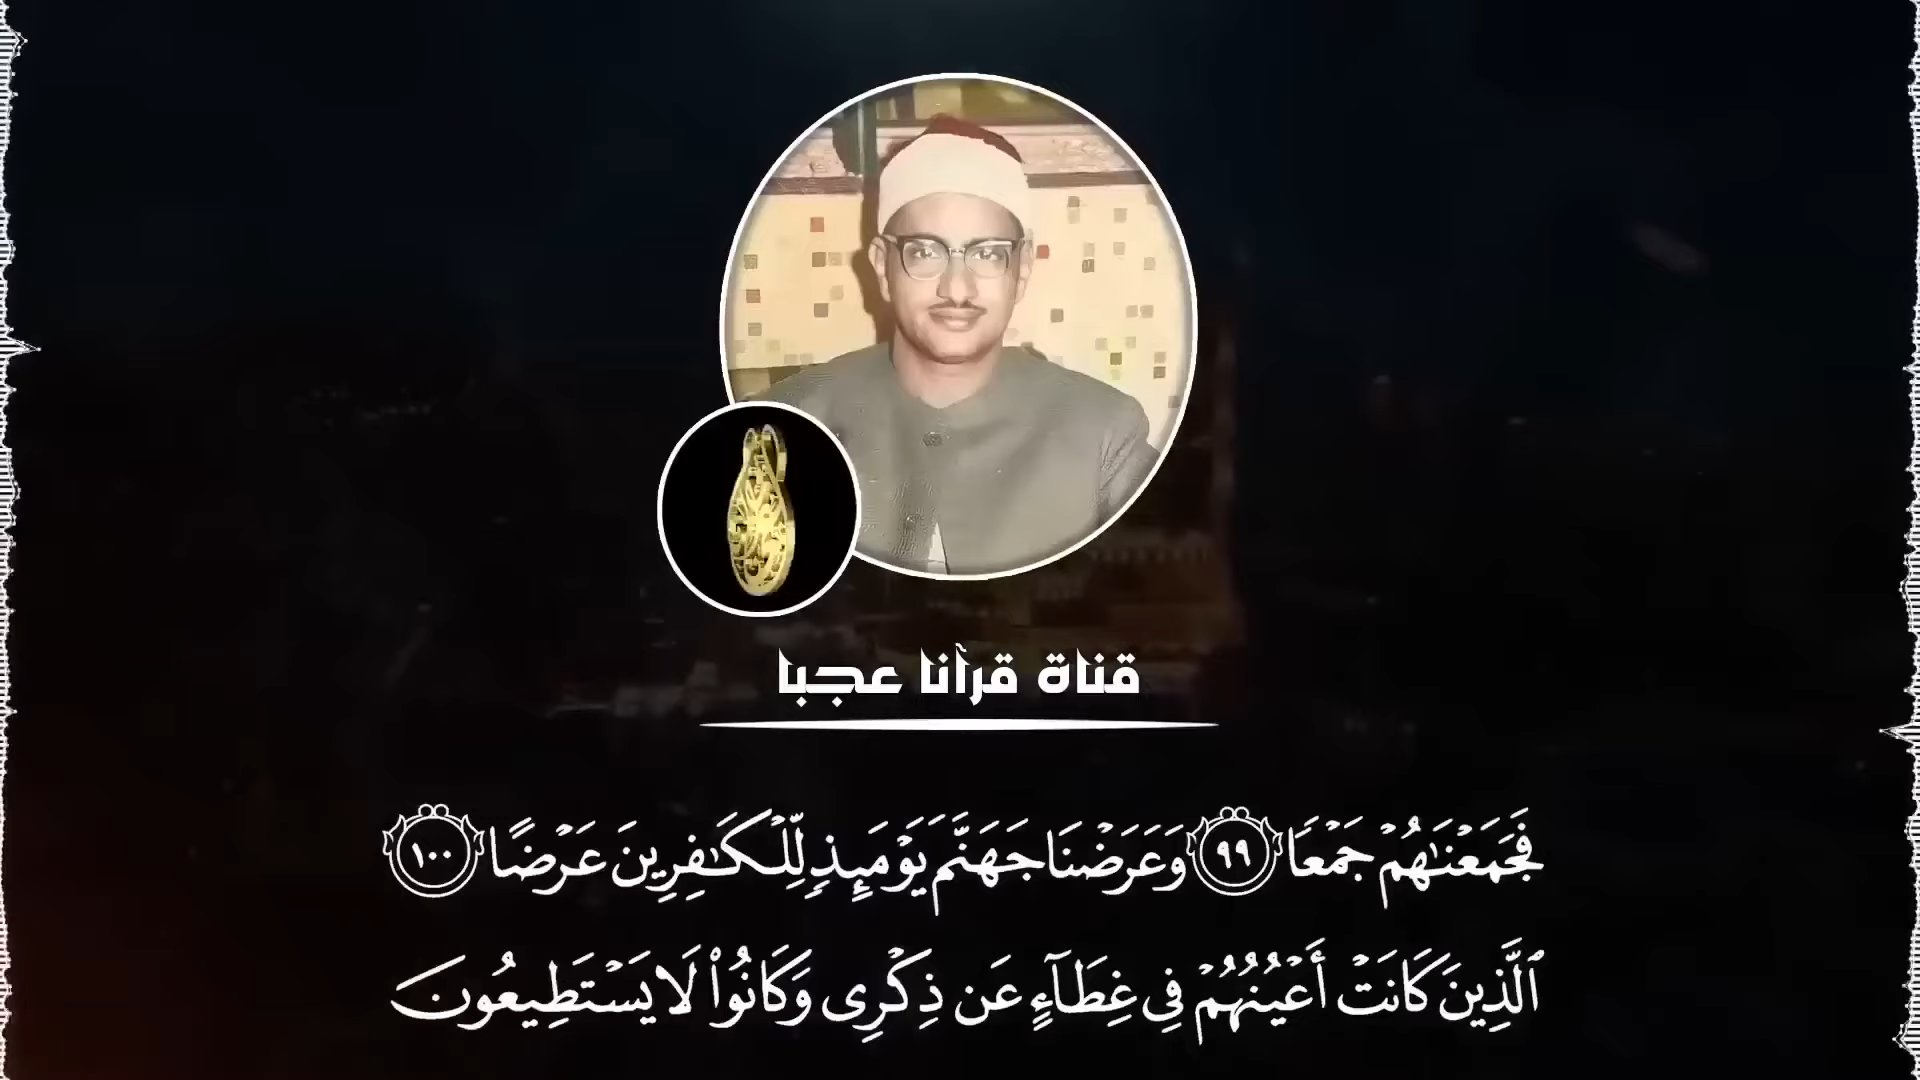 قناة قرآنا عجبا
فَجَمَعْنَٰهُمْ جَمْعًا ٩٩ وَعَرَضْنَا جَهَنَّمَ يَوْمَئِذٍ لِّلْكَٰفِرِينَ عَرْضًا ١٠٠
ٱلَّذِينَ كَانَتْ أَعْيُنُهُمْ فِى غِطَآءٍ عَن ذِكْرِى وَكَانُوا۟ لَا يَسْتَطِيعُونَ